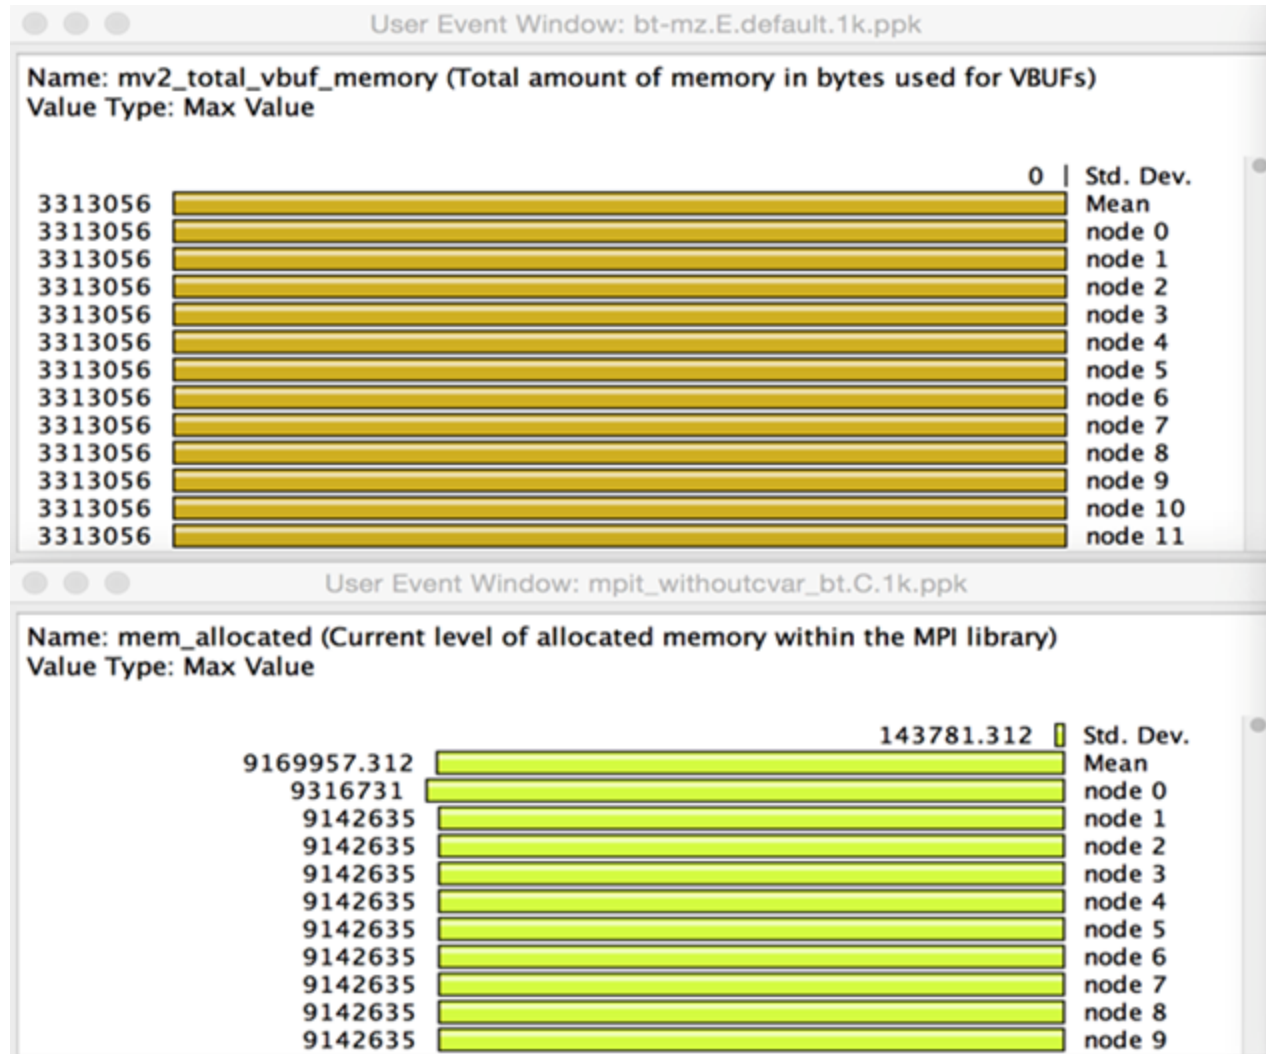 User Event Window: bt-mz.E.default.1k.ppk
Name: mv2_total_vbuf_memory (Total amount of memory in bytes used for VBUFs)
Value Type: Max Value
0 Std. Dev.
3313056 Mean
3313056 node 0
3313056 node 1
3313056 node 2
3313056 node 3
3313056 node 4
3313056 node 5
3313056 node 6
3313056 node 7
3313056 node 8
3313056 node 9
3313056 node 10
3313056 node 11
User Event Window: mpit_withoutcvar_bt.C.1k.ppk
Name: mem_allocated (Current level of allocated memory within the MPI library)
Value Type: Max Value
143781.312 Std. Dev.
9169957.312 Mean
9316731 node 0
9142635 node 1
9142635 node 2
9142635 node 3
9142635 node 4
9142635 node 5
9142635 node 6
9142635 node 7
9142635 node 8
9142635 node 9